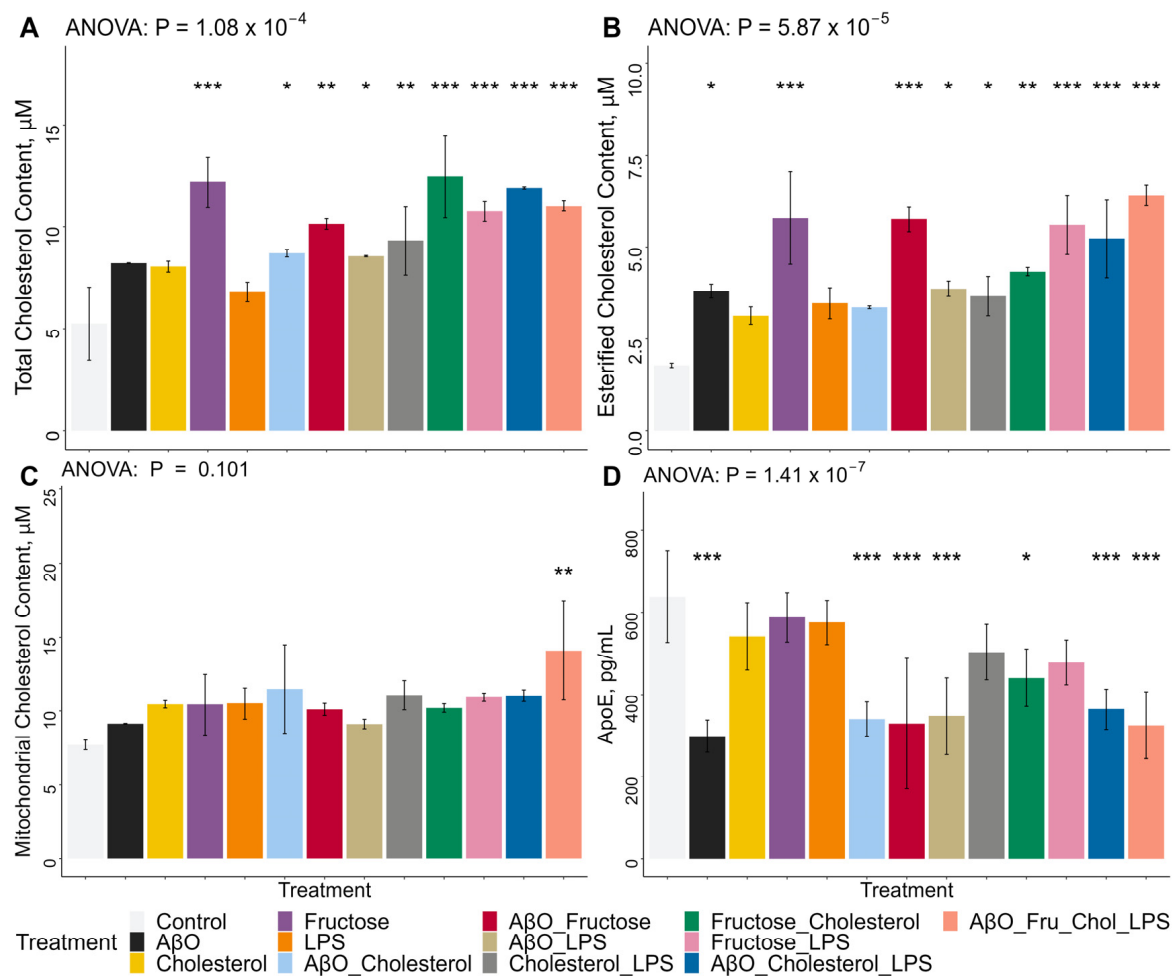 A ANOVA: P = 1.08 x 10⁻⁴
Total Cholesterol Content, µM
15
10
5
0
*** * ** * ** *** *** *** ***
B ANOVA: P = 5.87 x 10⁻⁵
Esterified Cholesterol Content, µM
10.0
7.5
5.0
2.5
0.0
* *** *** * * ** *** *** ***
C ANOVA: P = 0.101
Mitochondrial Cholesterol Content, µM
25
20
15
10
5
0
**
Treatment
D ANOVA: P = 1.41 x 10⁻⁷
ApoE, pg/mL
800
600
400
200
0
*** *** *** *** * *** ***
Treatment
Treatment
Control
AβO
Cholesterol
Fructose
LPS
AβO_Cholesterol
AβO_Fructose
AβO_LPS
Cholesterol_LPS
Fructose_Cholesterol
Fructose_LPS
AβO_Cholesterol_LPS
AβO_Fru_Chol_LPS